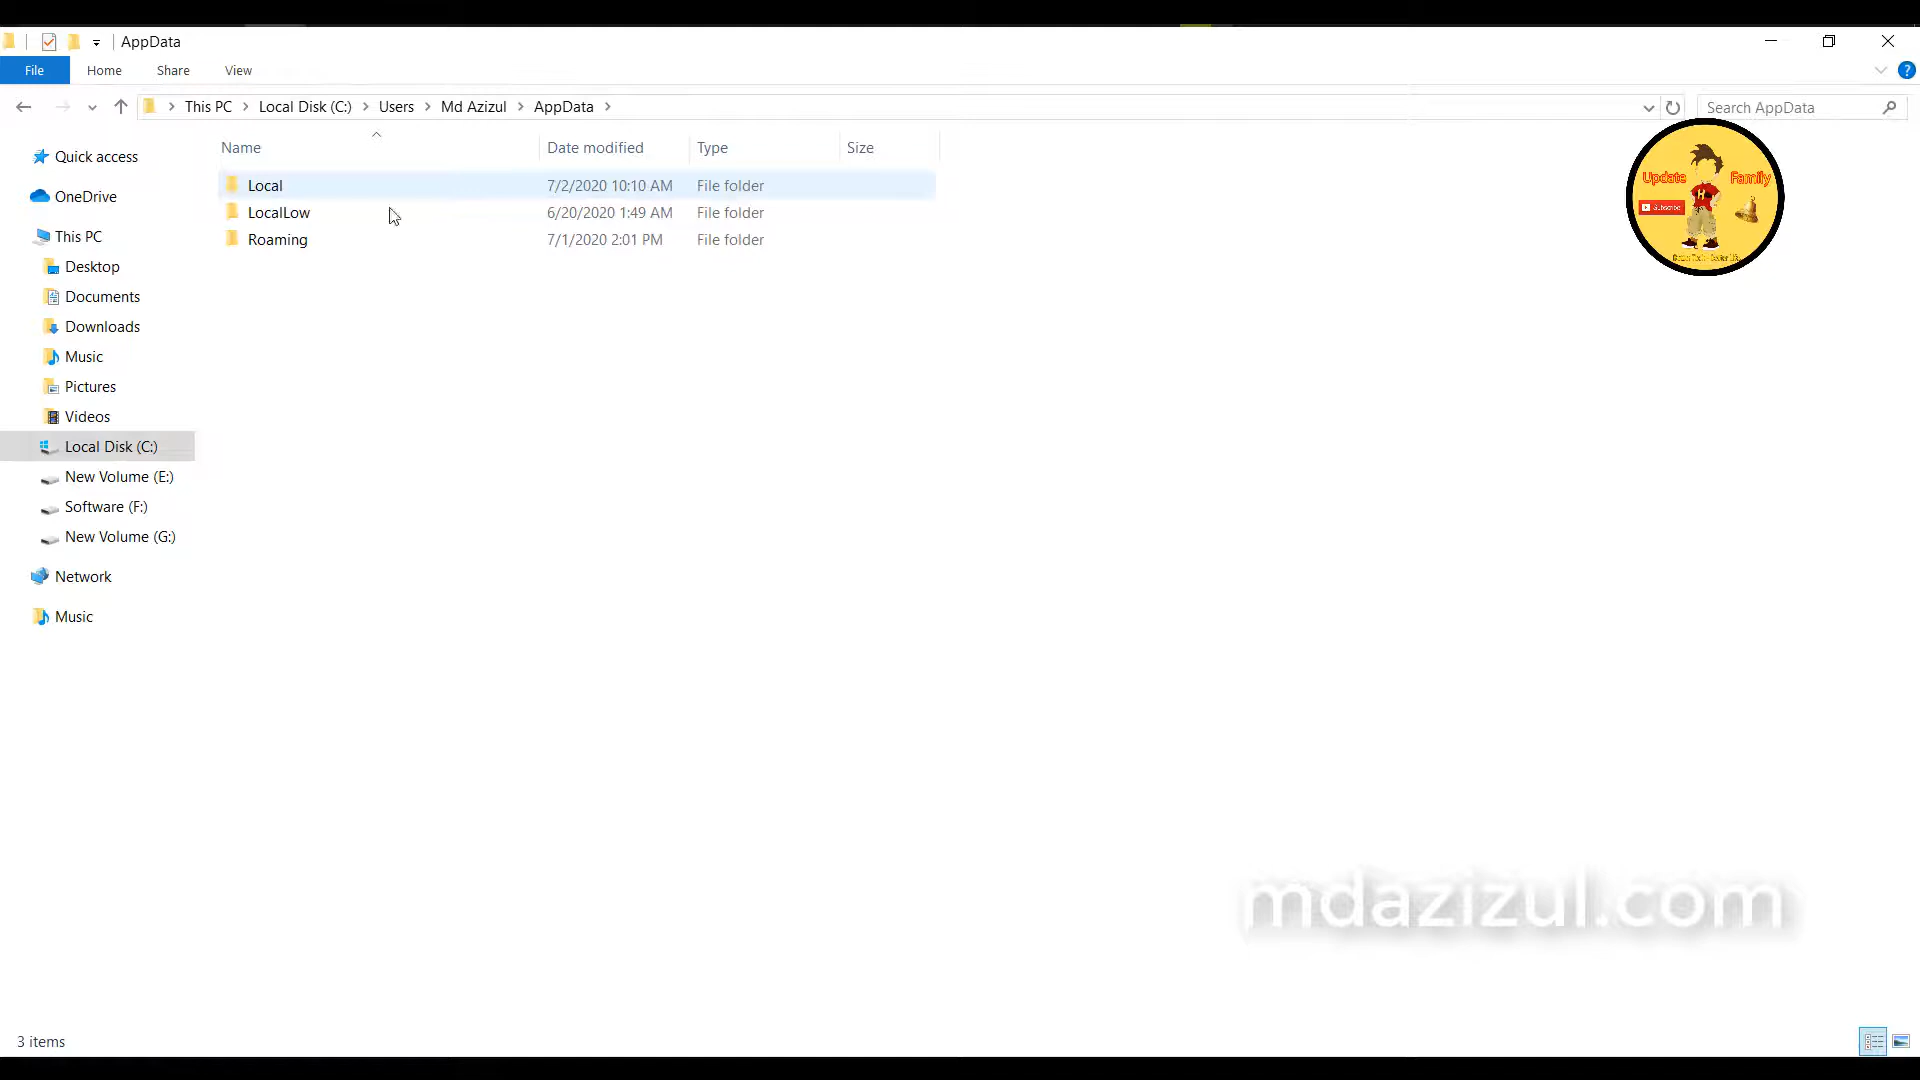 AppData
File Home Share View
This PC Local Disk (C:) Users Md Azizul AppData
Search AppData
Name Date modified Type Size
Quick access
OneDrive
This PC
Desktop
Documents
Downloads
Music
Pictures
Videos
Local Disk (C:)
New Volume (E:)
Software (F:)
New Volume (G:)
Network
Music
Local 7/2/2020 10:10 AM File folder
LocalLow 6/20/2020 1:49 AM File folder
Roaming 7/1/2020 2:01 PM File folder
Update Family
Subscribe
H
mdazizul.com
3 items